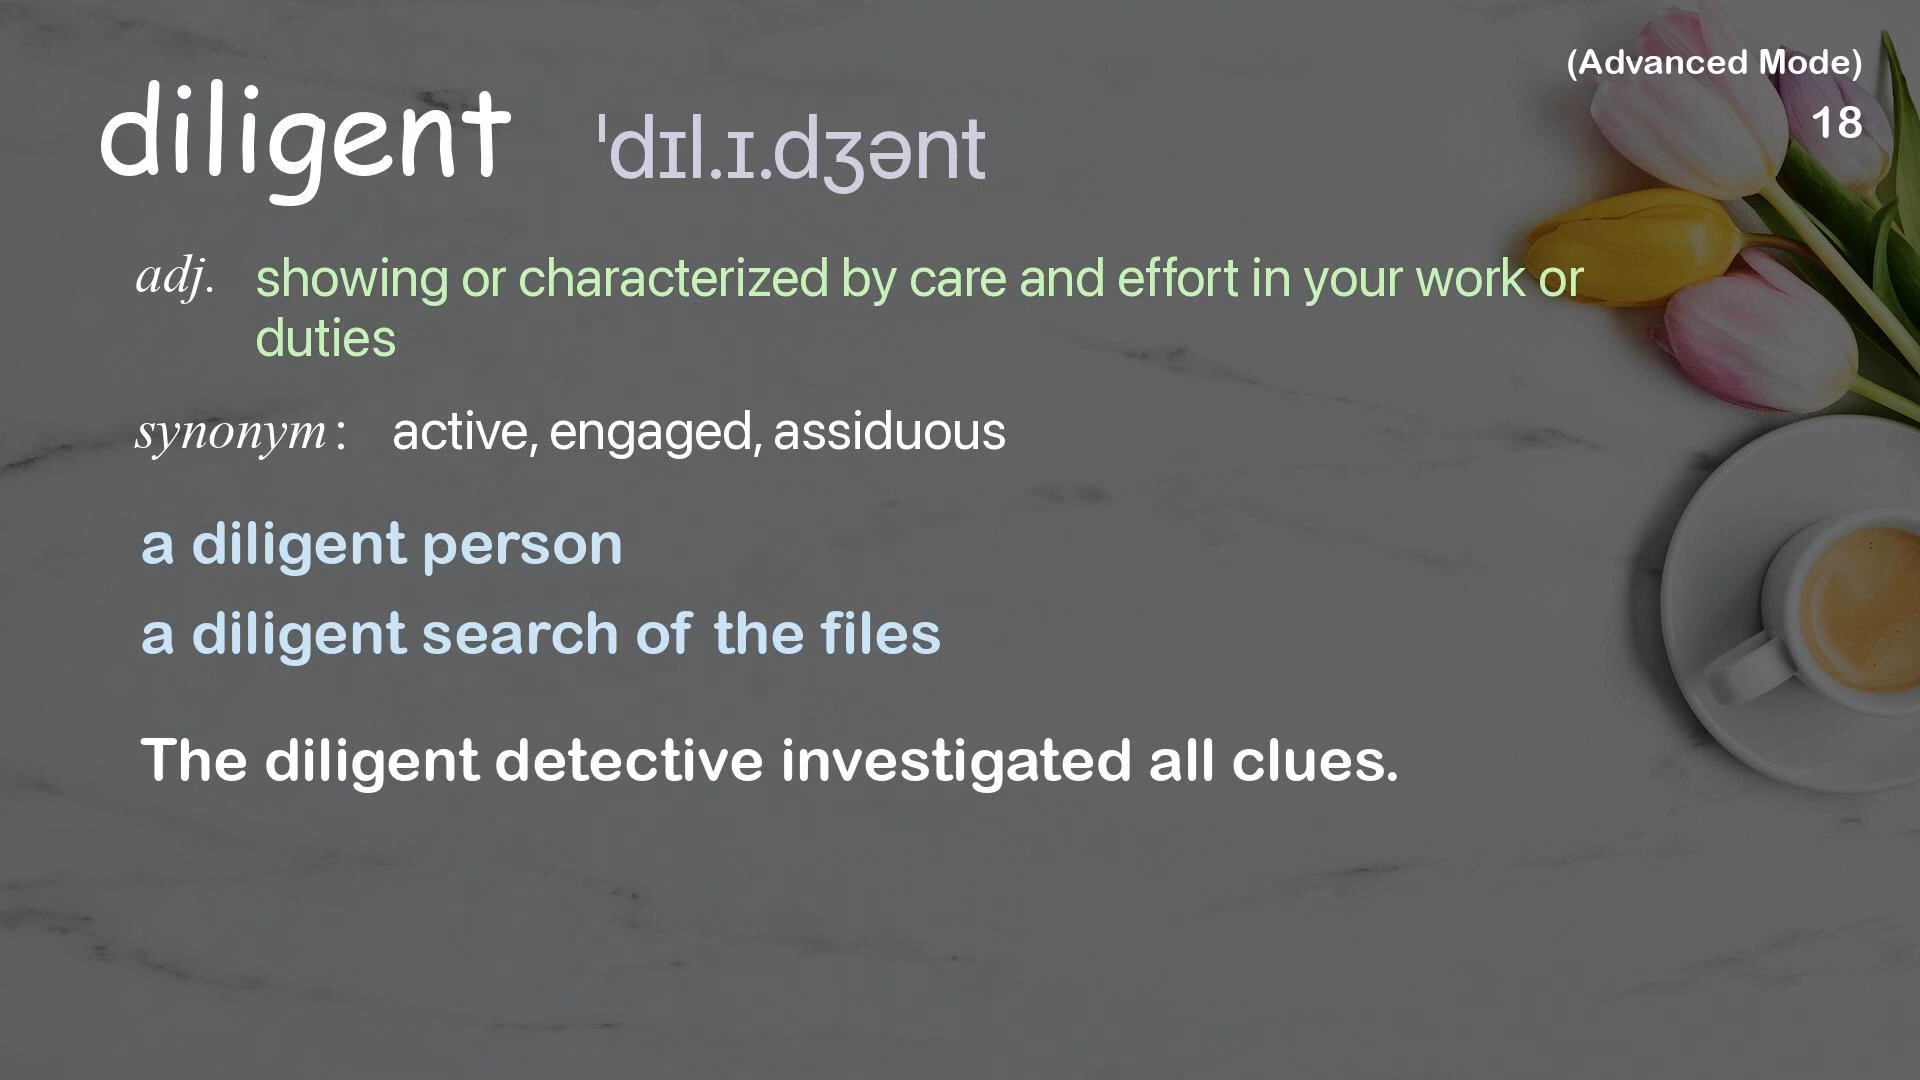 (Advanced Mode)
18
diligent ˈdɪl.ɪ.dʒənt
adj. showing or characterized by care and effort in your work or
duties
synonym: active, engaged, assiduous
a diligent person
a diligent search of the files
The diligent detective investigated all clues.